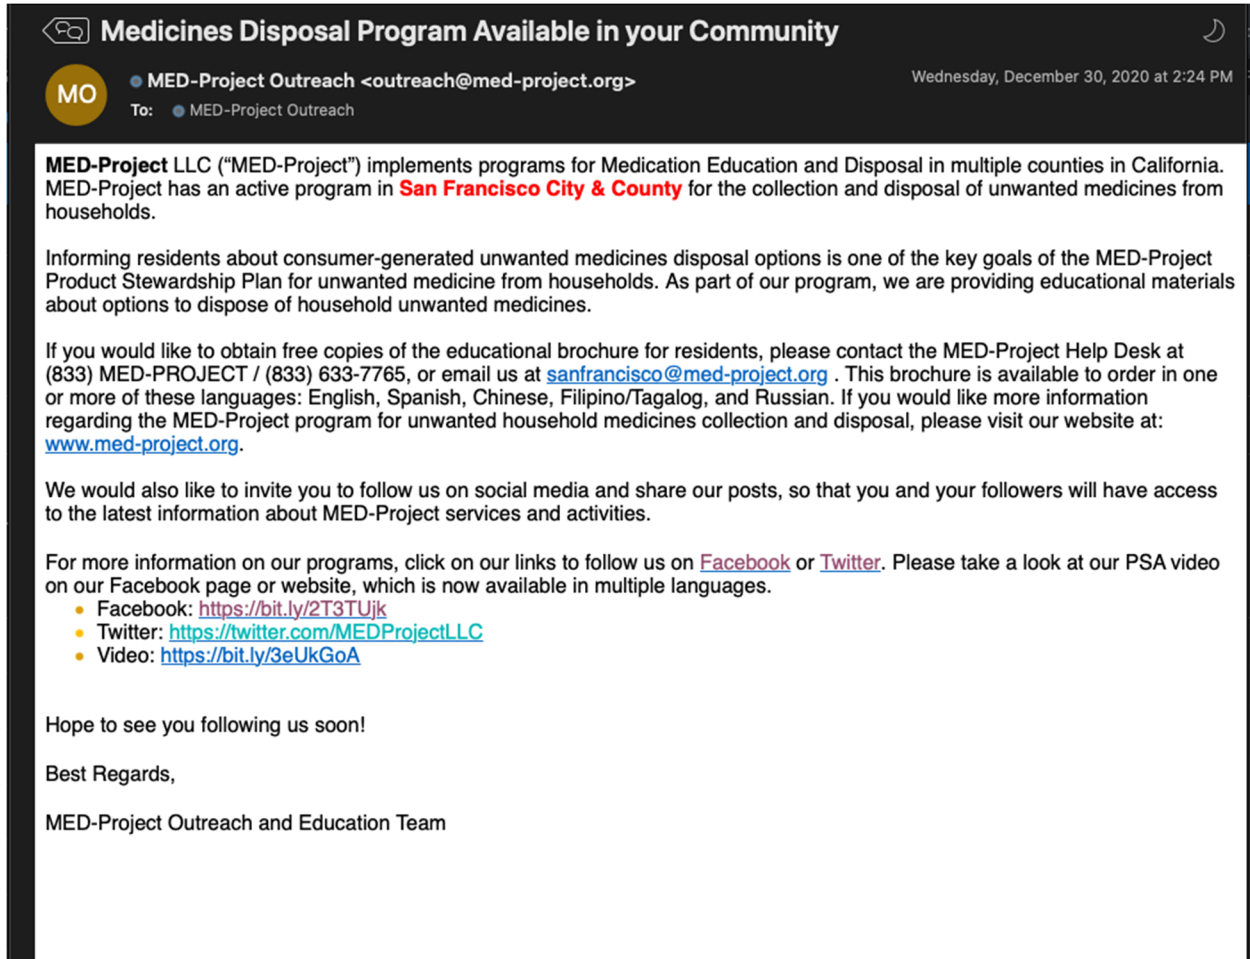 Medicines Disposal Program Available in your Community
MO
MED-Project Outreach <outreach@med-project.org>
Wednesday, December 30, 2020 at 2:24 PM
To: MED-Project Outreach
MED-Project LLC (“MED-Project”) implements programs for Medication Education and Disposal in multiple counties in California.
MED-Project has an active program in San Francisco City & County for the collection and disposal of unwanted medicines from
households.
Informing residents about consumer-generated unwanted medicines disposal options is one of the key goals of the MED-Project
Product Stewardship Plan for unwanted medicine from households. As part of our program, we are providing educational materials
about options to dispose of household unwanted medicines.
If you would like to obtain free copies of the educational brochure for residents, please contact the MED-Project Help Desk at
(833) MED-PROJECT / (833) 633-7765, or email us at sanfrancisco@med-project.org . This brochure is available to order in one
or more of these languages: English, Spanish, Chinese, Filipino/Tagalog, and Russian. If you would like more information
regarding the MED-Project program for unwanted household medicines collection and disposal, please visit our website at:
www.med-project.org.
We would also like to invite you to follow us on social media and share our posts, so that you and your followers will have access
to the latest information about MED-Project services and activities.
For more information on our programs, click on our links to follow us on Facebook or Twitter. Please take a look at our PSA video
on our Facebook page or website, which is now available in multiple languages.
• Facebook: https://bit.ly/2T3TUjk
• Twitter: https://twitter.com/MEDProjectLLC
• Video: https://bit.ly/3eUkGoA
Hope to see you following us soon!
Best Regards,
MED-Project Outreach and Education Team